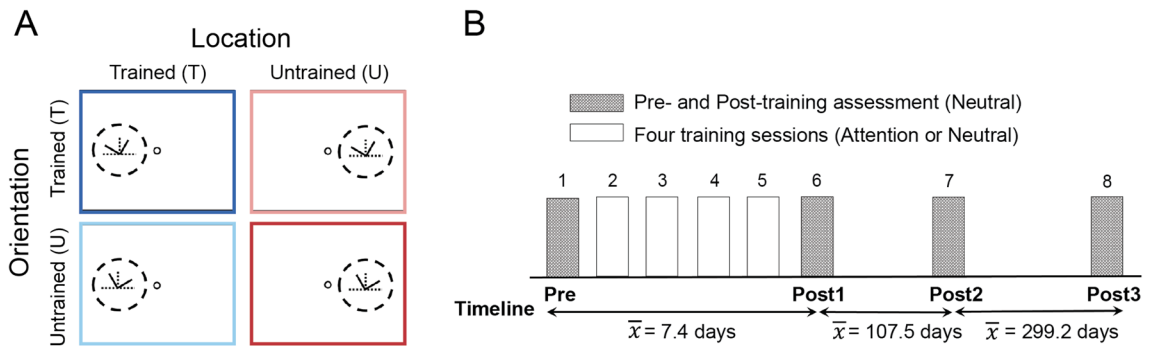 A
Location
Trained (T)
Untrained (U)
Orientation
Trained (T)
Untrained (U)
B
Pre- and Post-training assessment (Neutral)
Four training sessions (Attention or Neutral)
1 2 3 4 5 6 7 8
Pre Post1 Post2 Post3
Timeline
x̅ = 7.4 days x̅ = 107.5 days x̅ = 299.2 days